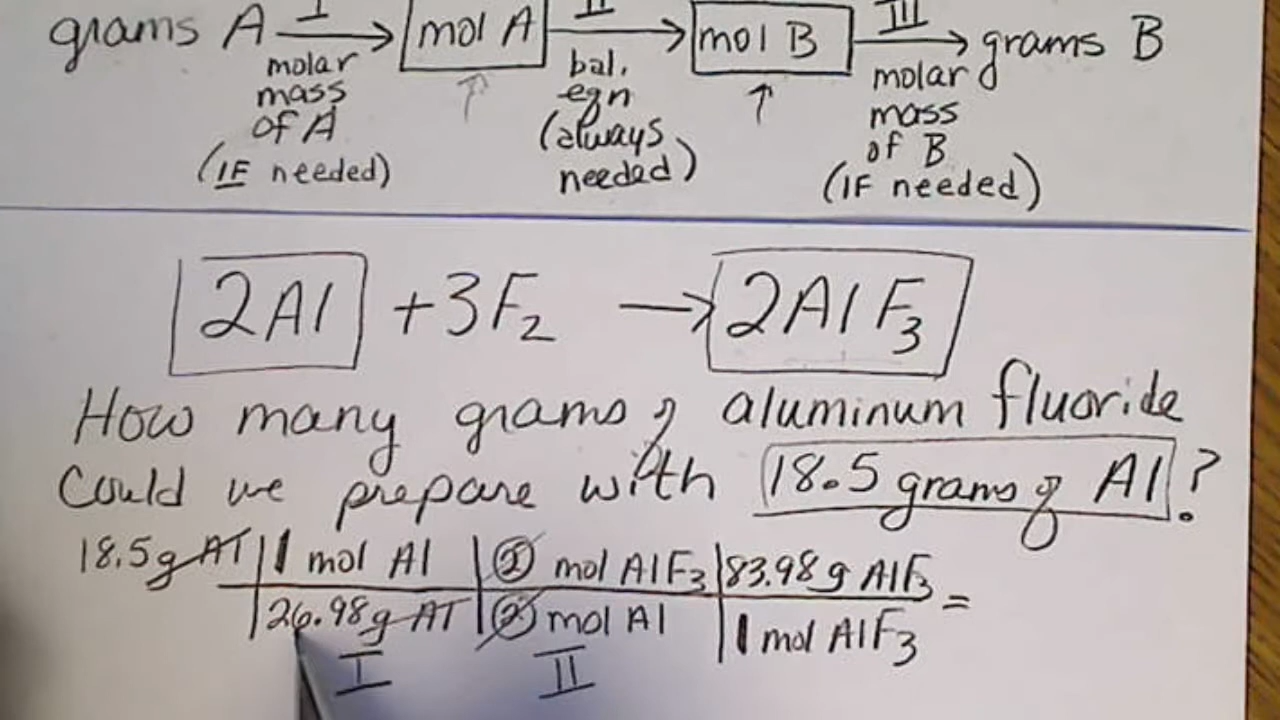 grams A I mol A II mol B III grams B
molar mass of A (IF needed)
bal. eqn (always needed)
molar mass of B (IF needed)
2Al + 3F₂ → 2AlF₃
How many grams of aluminum fluoride
Could we prepare with 18.5 grams of Al?
18.5g Al 1 mol Al 2 mol AlF₃ 83.98g AlF₃ =
26.98g Al 2 mol Al 1 mol AlF₃
I II